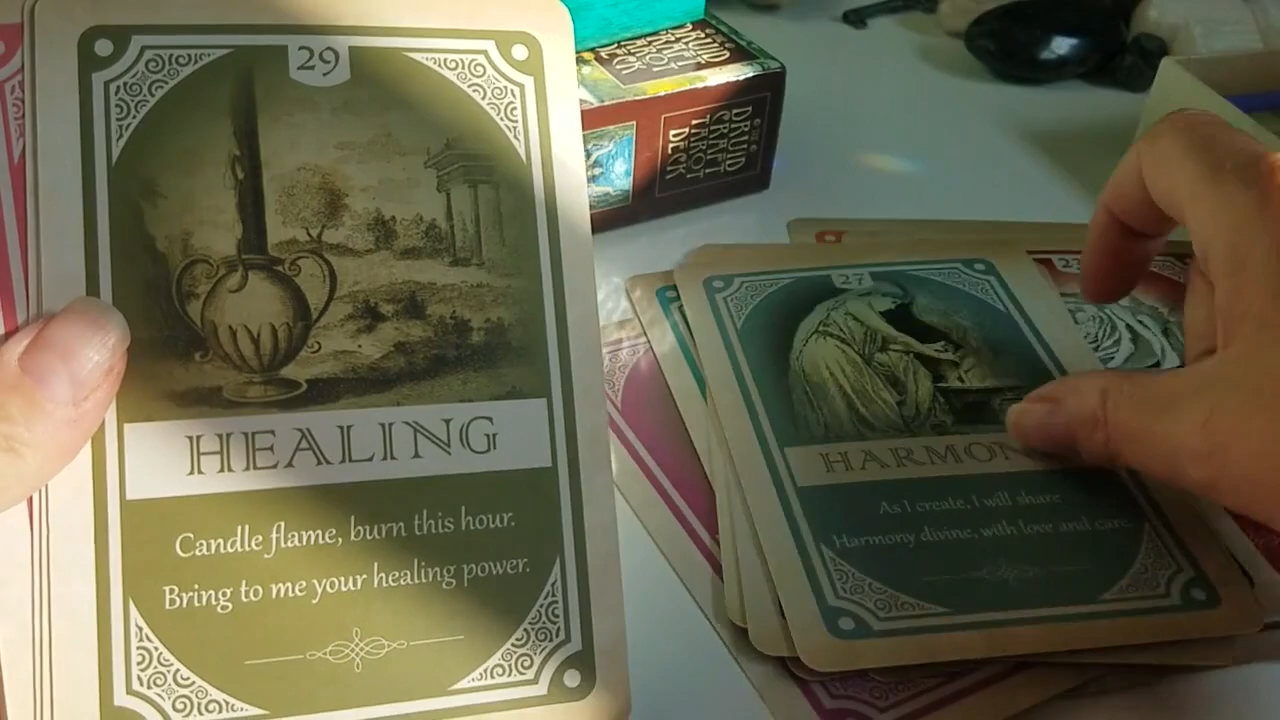 29
HEALING
Candle flame, burn this hour.
Bring to me your healing power.
DRUID
CRAFT
TAROT
DECK
DRUID
CRAFT
TAROT
DECK
27
HARMON
As I create, I will share
Harmony divine, with love and care.